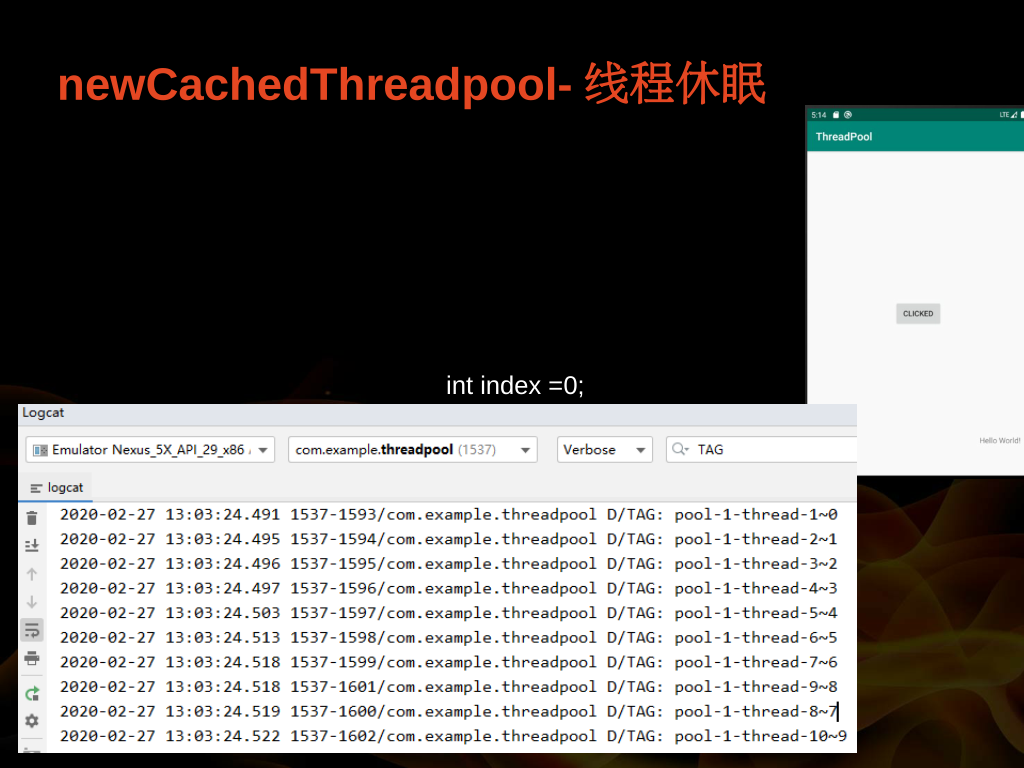 newCachedThreadpool- 线程休眠
5:14 LTE
ThreadPool
CLICKED
Hello World!
int index =0;
Logcat
Emulator Nexus_5X_API_29_x86 com.example.threadpool (1537) Verbose TAG
logcat
2020-02-27 13:03:24.491 1537-1593/com.example.threadpool D/TAG: pool-1-thread-1~0
2020-02-27 13:03:24.495 1537-1594/com.example.threadpool D/TAG: pool-1-thread-2~1
2020-02-27 13:03:24.496 1537-1595/com.example.threadpool D/TAG: pool-1-thread-3~2
2020-02-27 13:03:24.497 1537-1596/com.example.threadpool D/TAG: pool-1-thread-4~3
2020-02-27 13:03:24.503 1537-1597/com.example.threadpool D/TAG: pool-1-thread-5~4
2020-02-27 13:03:24.513 1537-1598/com.example.threadpool D/TAG: pool-1-thread-6~5
2020-02-27 13:03:24.518 1537-1599/com.example.threadpool D/TAG: pool-1-thread-7~6
2020-02-27 13:03:24.518 1537-1601/com.example.threadpool D/TAG: pool-1-thread-9~8
2020-02-27 13:03:24.519 1537-1600/com.example.threadpool D/TAG: pool-1-thread-8~7
2020-02-27 13:03:24.522 1537-1602/com.example.threadpool D/TAG: pool-1-thread-10~9